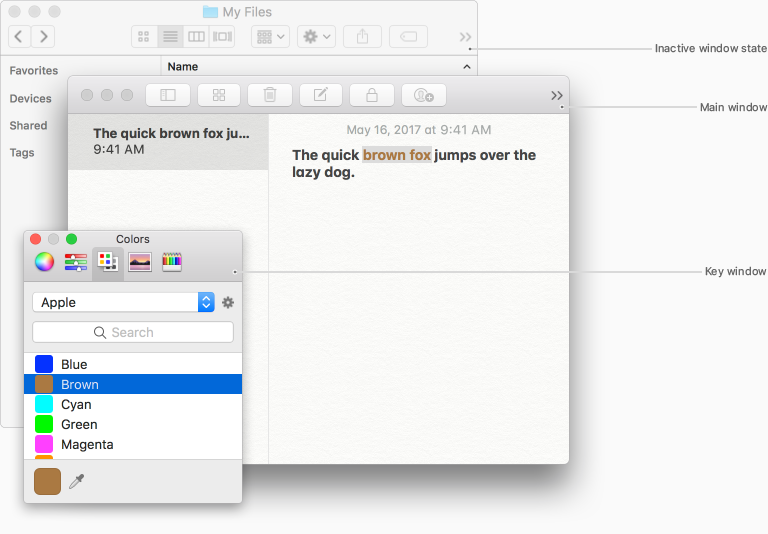 My Files
Inactive window state
Name
Favorites
Devices
Shared
Tags
Main window
The quick brown fox ju...
9:41 AM
May 16, 2017 at 9:41 AM
The quick brown fox jumps over the
lazy dog.
Colors
Key window
Apple
Search
Blue
Brown
Cyan
Green
Magenta